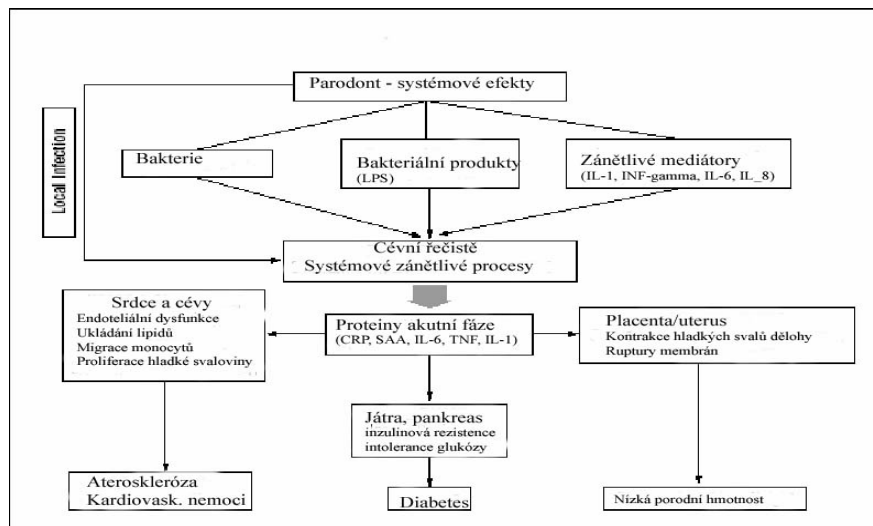 Parodont - systémové efekty
Local Infection
Bakterie
Bakteriální produkty
(LPS)
Zánětlivé mediátory
(IL-1, INF-gamma, IL-6, IL_8)
Cévní řečistě
Systémové zánětlivé procesy
Srdce a cévy
Endoteliální dysfunkce
Ukládání lipidů
Migrace monocytů
Proliferace hladké svaloviny
Proteiny akutní fáze
(CRP, SAA, IL-6, TNF, IL-1)
Placenta/uterus
Kontrakce hladkých svalů dělohy
Ruptury membrán
Játra, pankreas
inzulínová rezistence
intolerance glukózy
Ateroskleróza
Kardiovask. nemoci
Diabetes
Nízká porodní hmotnost